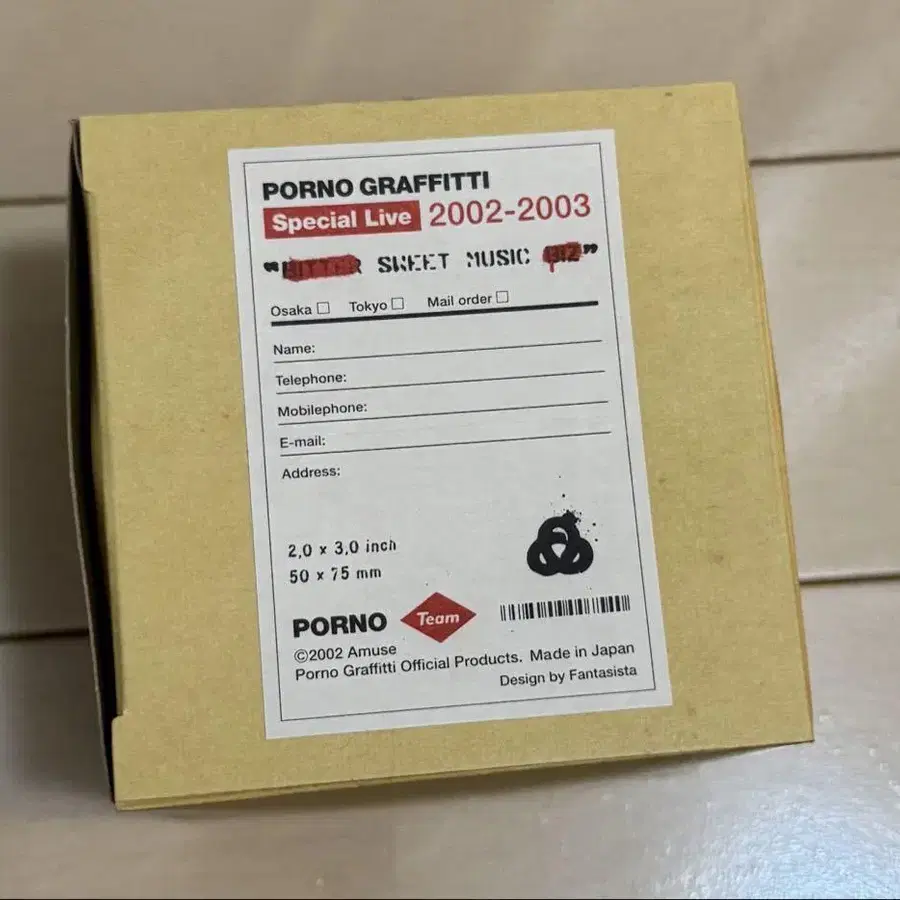 PORNO GRAFFITTI
Special Live 2002-2003
"BITTER SWEET MUSIC BIZ"
Osaka □ Tokyo □ Mail order □
Name:
Telephone:
Mobilephone:
E-mail:
Address:
2,0 x 3,0 inch
50 x 75 mm
PORNO Team
©2002 Amuse
Porno Graffitti Official Products. Made in Japan
Design by Fantasista